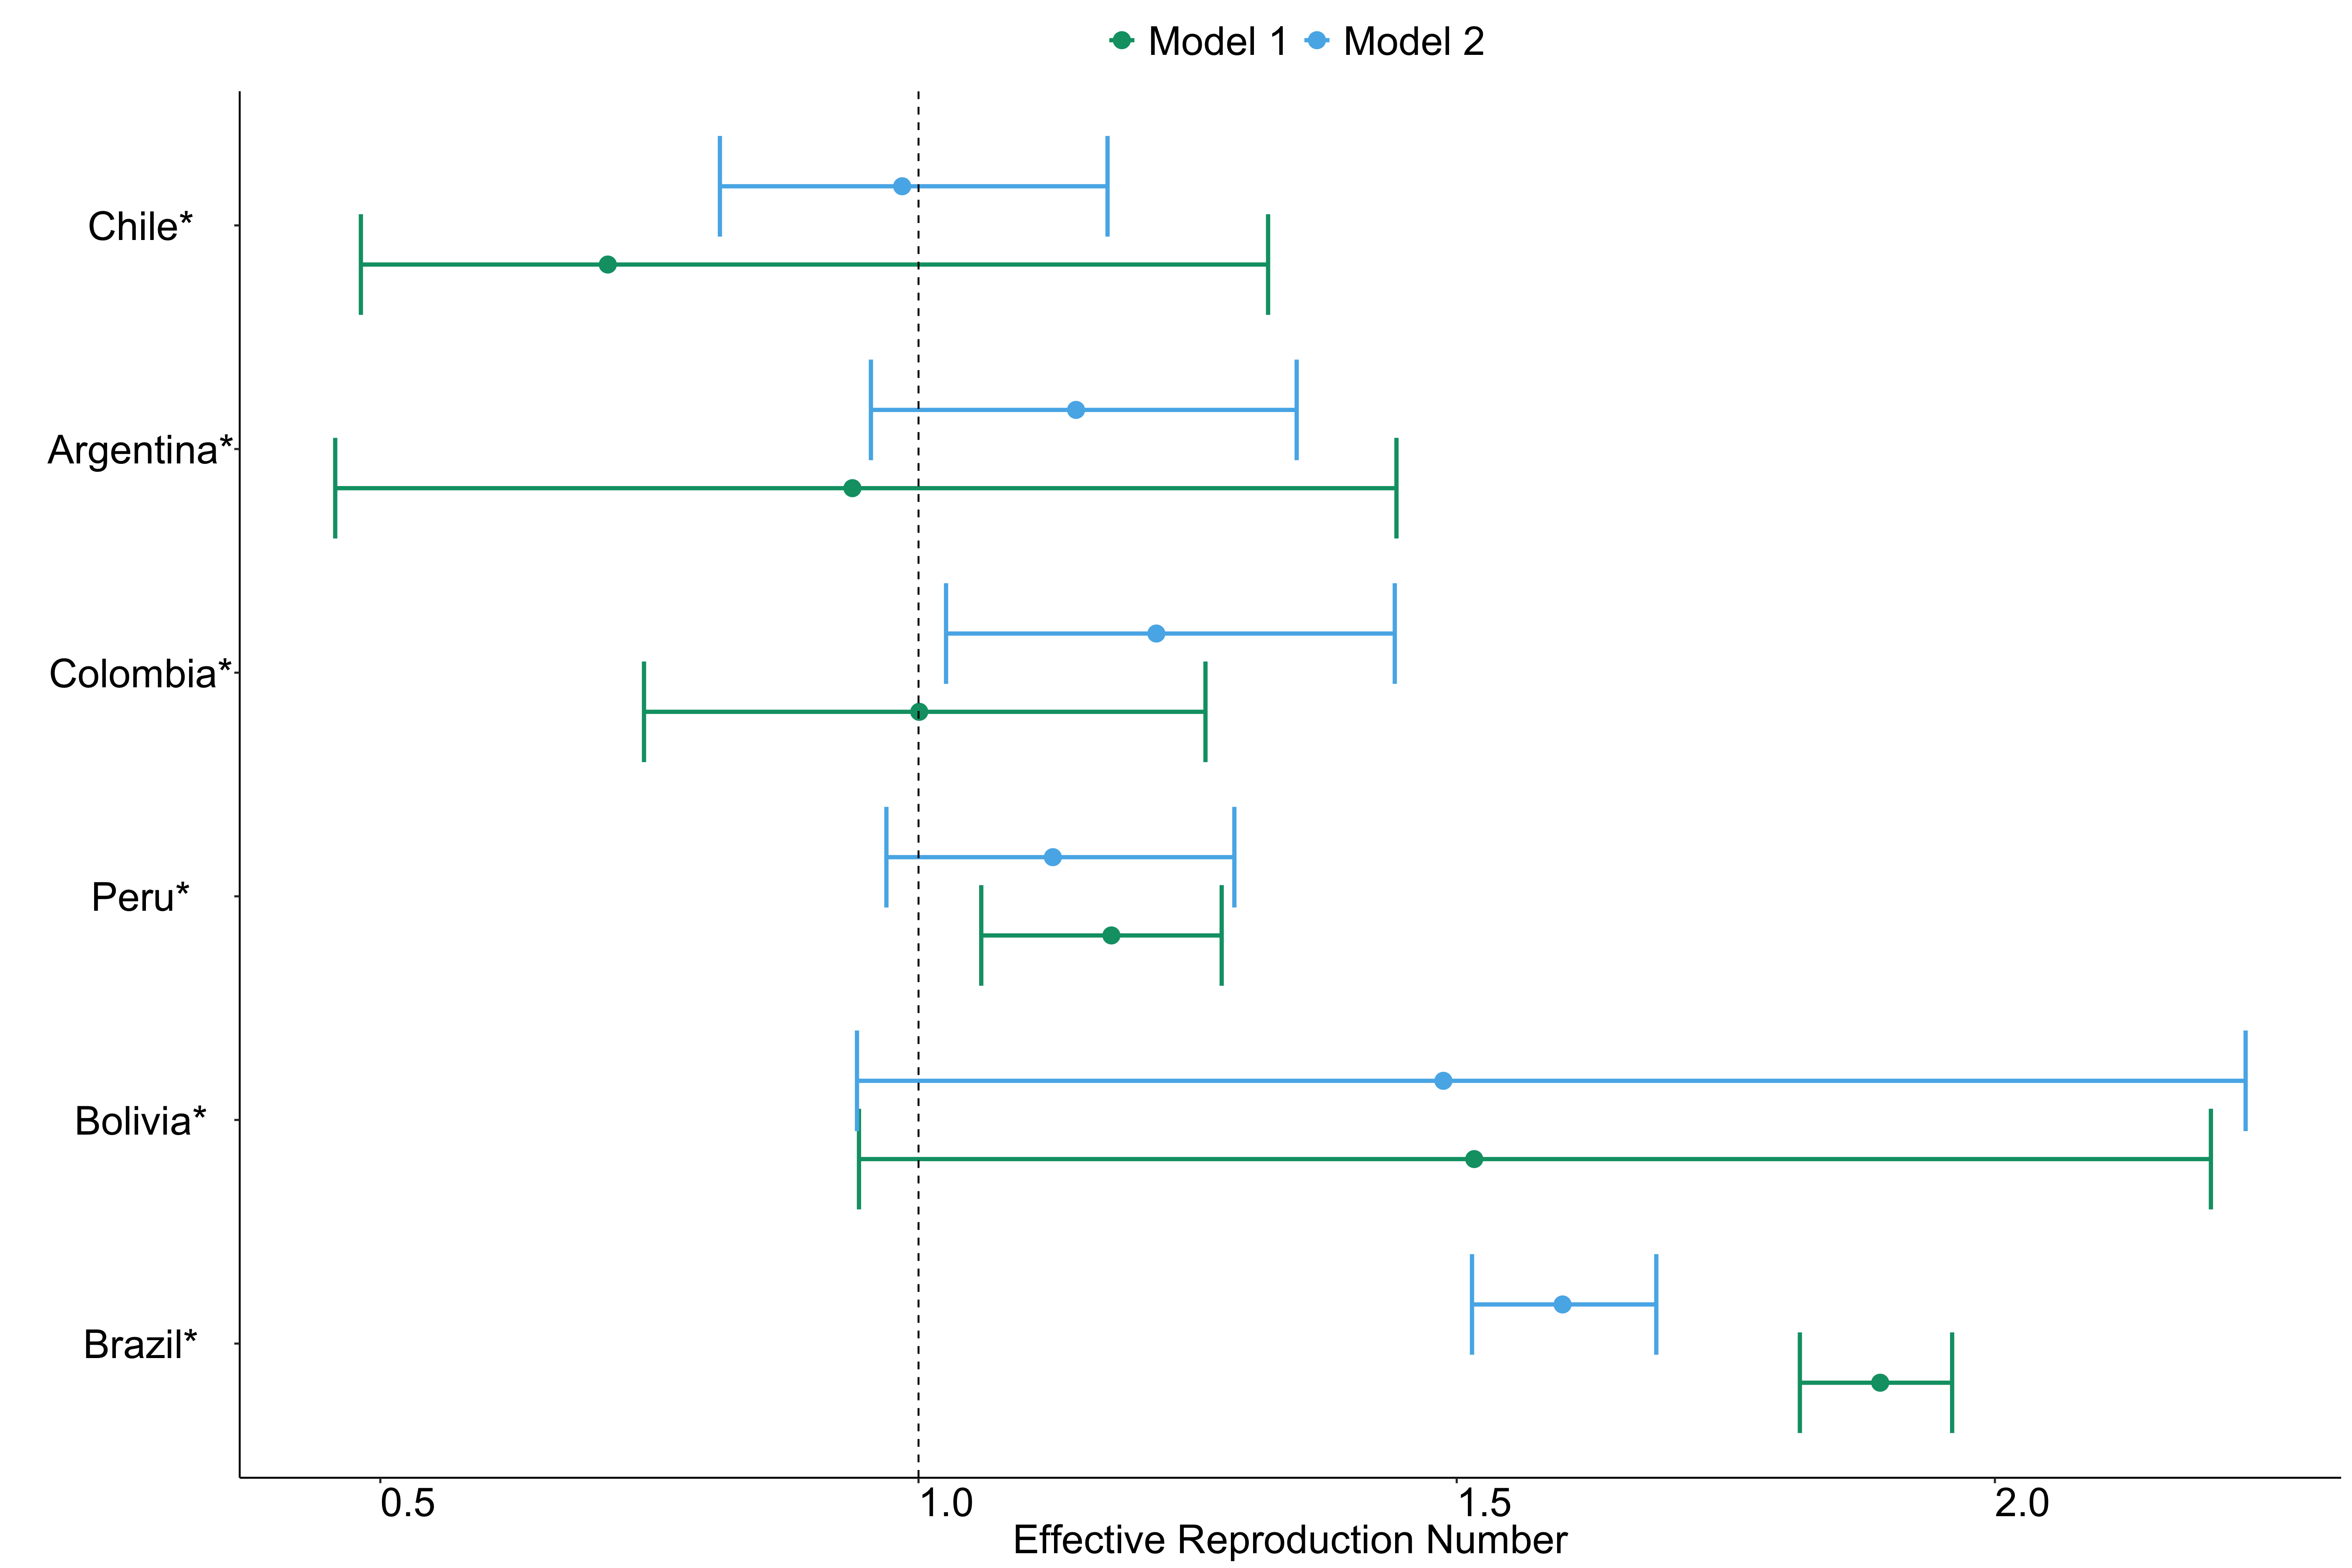 Model 1 Model 2
Chile*
Argentina*
Colombia*
Peru*
Bolivia*
Brazil*
0.5 1.0 1.5 2.0
Effective Reproduction Number